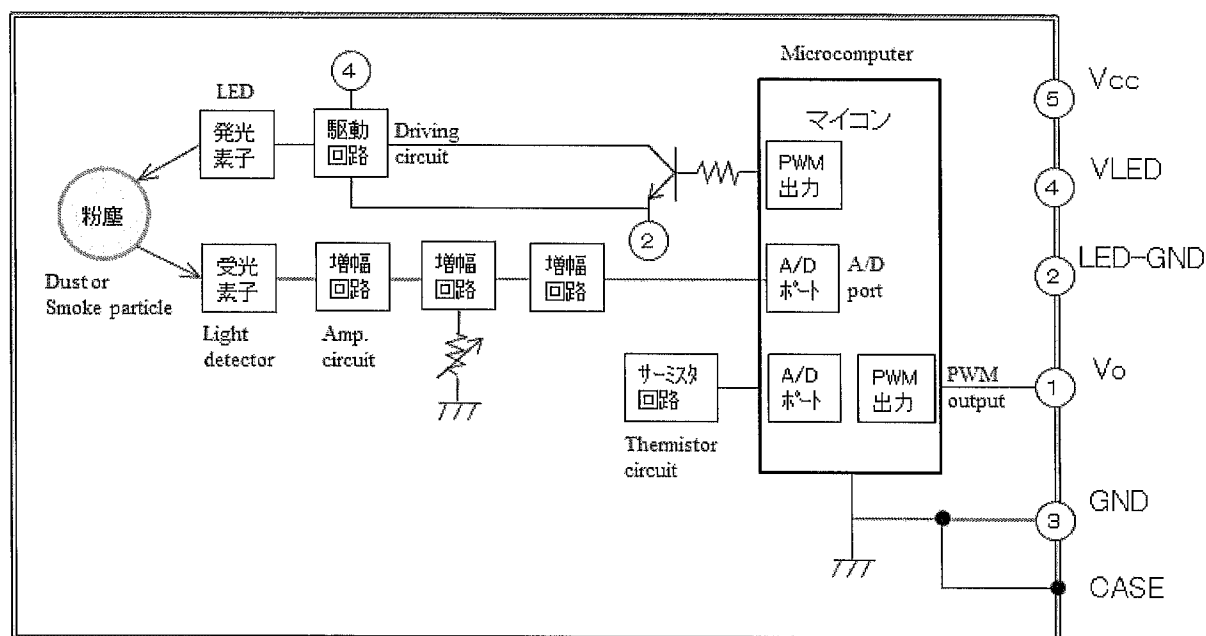 Microcomputer
マイコン
④
LED
発光
素子
駆動
回路
Driving
circuit
PWM
出力
②
粉塵
Dust or
Smoke particle
受光
素子
Light
detector
増幅
回路
Amp.
circuit
増幅
回路
増幅
回路
A/D
ﾎﾟｰﾄ
A/D
port
サーミスタ
回路
Thermistor
circuit
A/D
ﾎﾟｰﾄ
PWM
出力
PWM
output
⑤ Vcc
④ VLED
② LED-GND
① Vo
③ GND
CASE